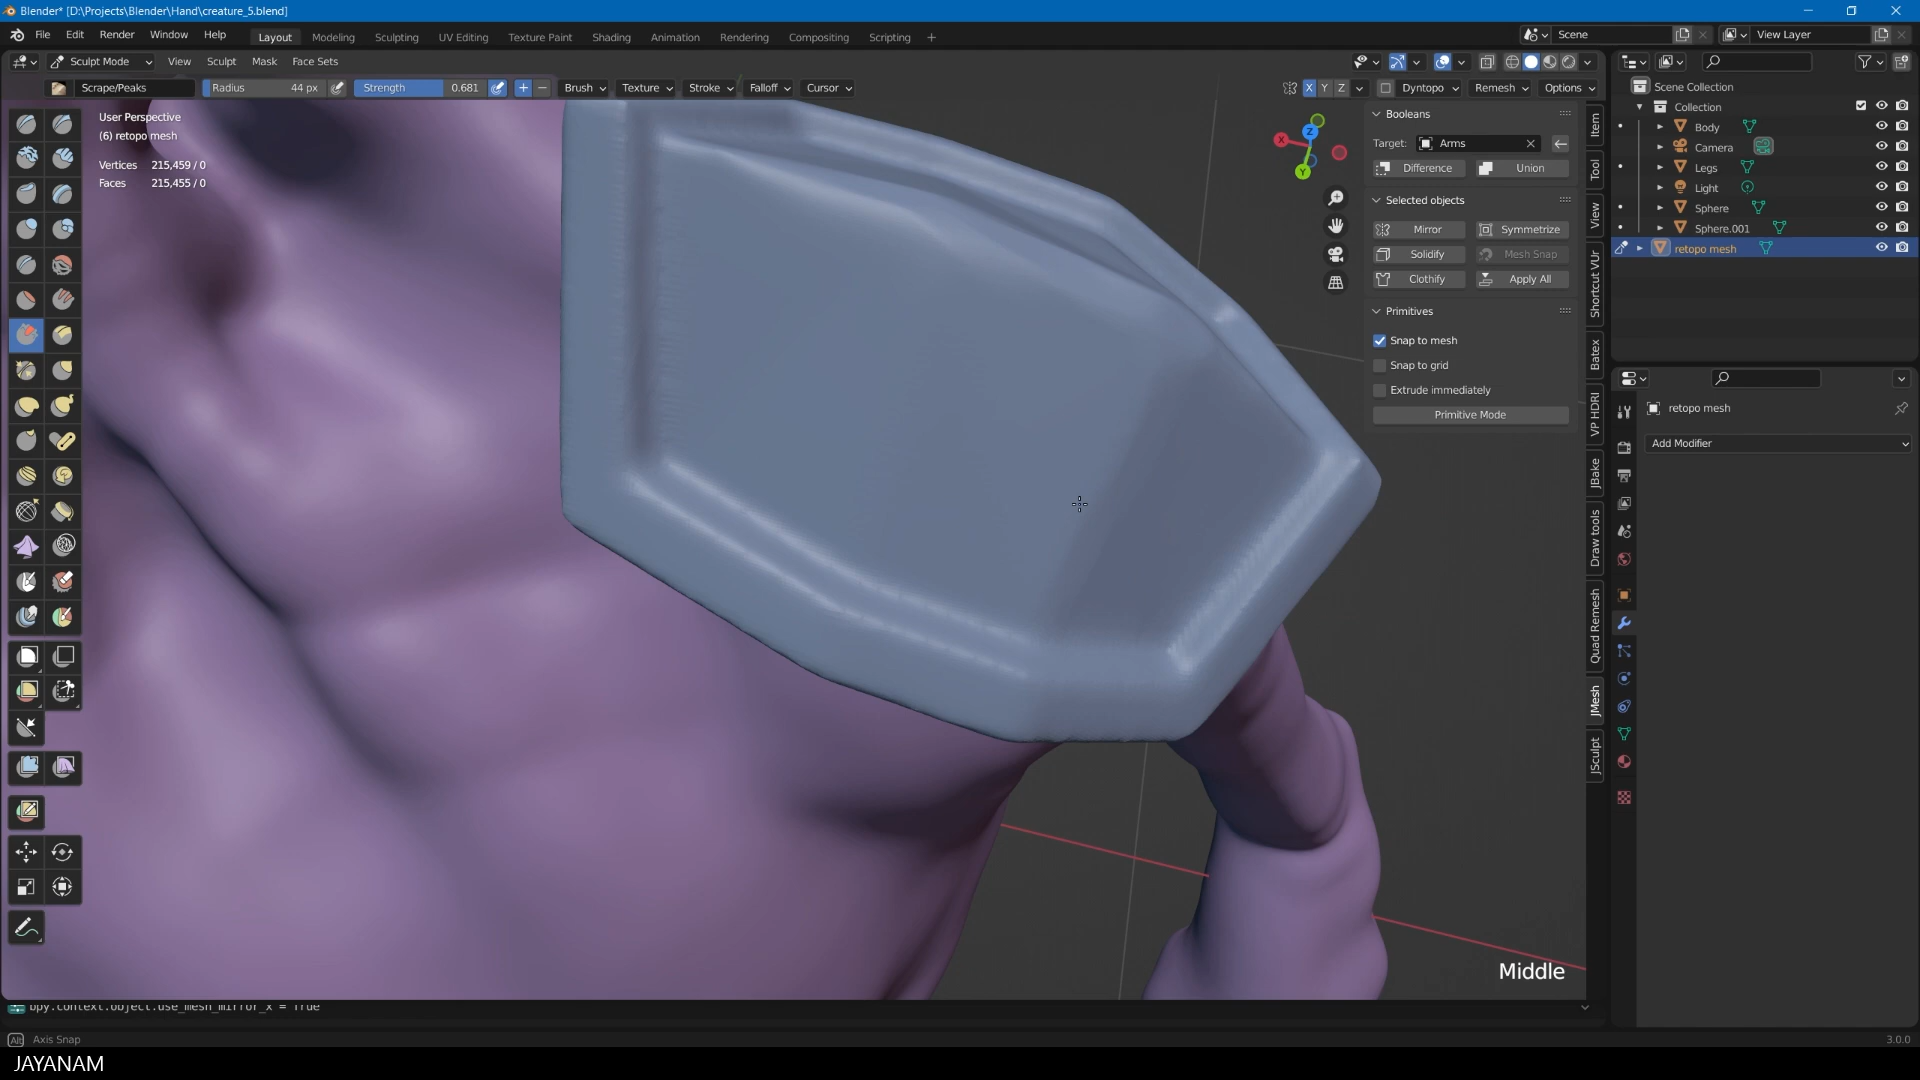 Blender* [D:\Projects\Blender\Hand\creature_5.blend]
File Edit Render Window Help Layout Modeling Sculpting UV Editing Texture Paint Shading Animation Rendering Compositing Scripting + Scene View Layer
Sculpt Mode View Sculpt Mask Face Sets
Scrape/Peaks Radius 44 px Strength 0.681 Brush Texture Stroke Falloff Cursor X Y Z Dyntopo Remesh Options
User Perspective
(6) retopo mesh
Vertices 215,459 / 0
Faces 215,455 / 0
X
Z
Y
Booleans
Target: Arms
Difference Union
Selected objects
Mirror Symmetrize
Solidify Mesh Snap
Clothify Apply All
Primitives
Snap to mesh
Snap to grid
Extrude immediately
Primitive Mode
Item
Tool
View
Shortcut VUr
Batex
VP HDRI
JBake
Draw tools
Quad Remesh
JMesh
JSculpt
Scene Collection
Collection
Body
Camera
Legs
Light
Sphere
Sphere.001
retopo mesh
retopo mesh
Add Modifier
Middle
bpy.context.object.use_mesh_mirror_x = True
Alt Axis Snap
3.0.0
JAYANAM